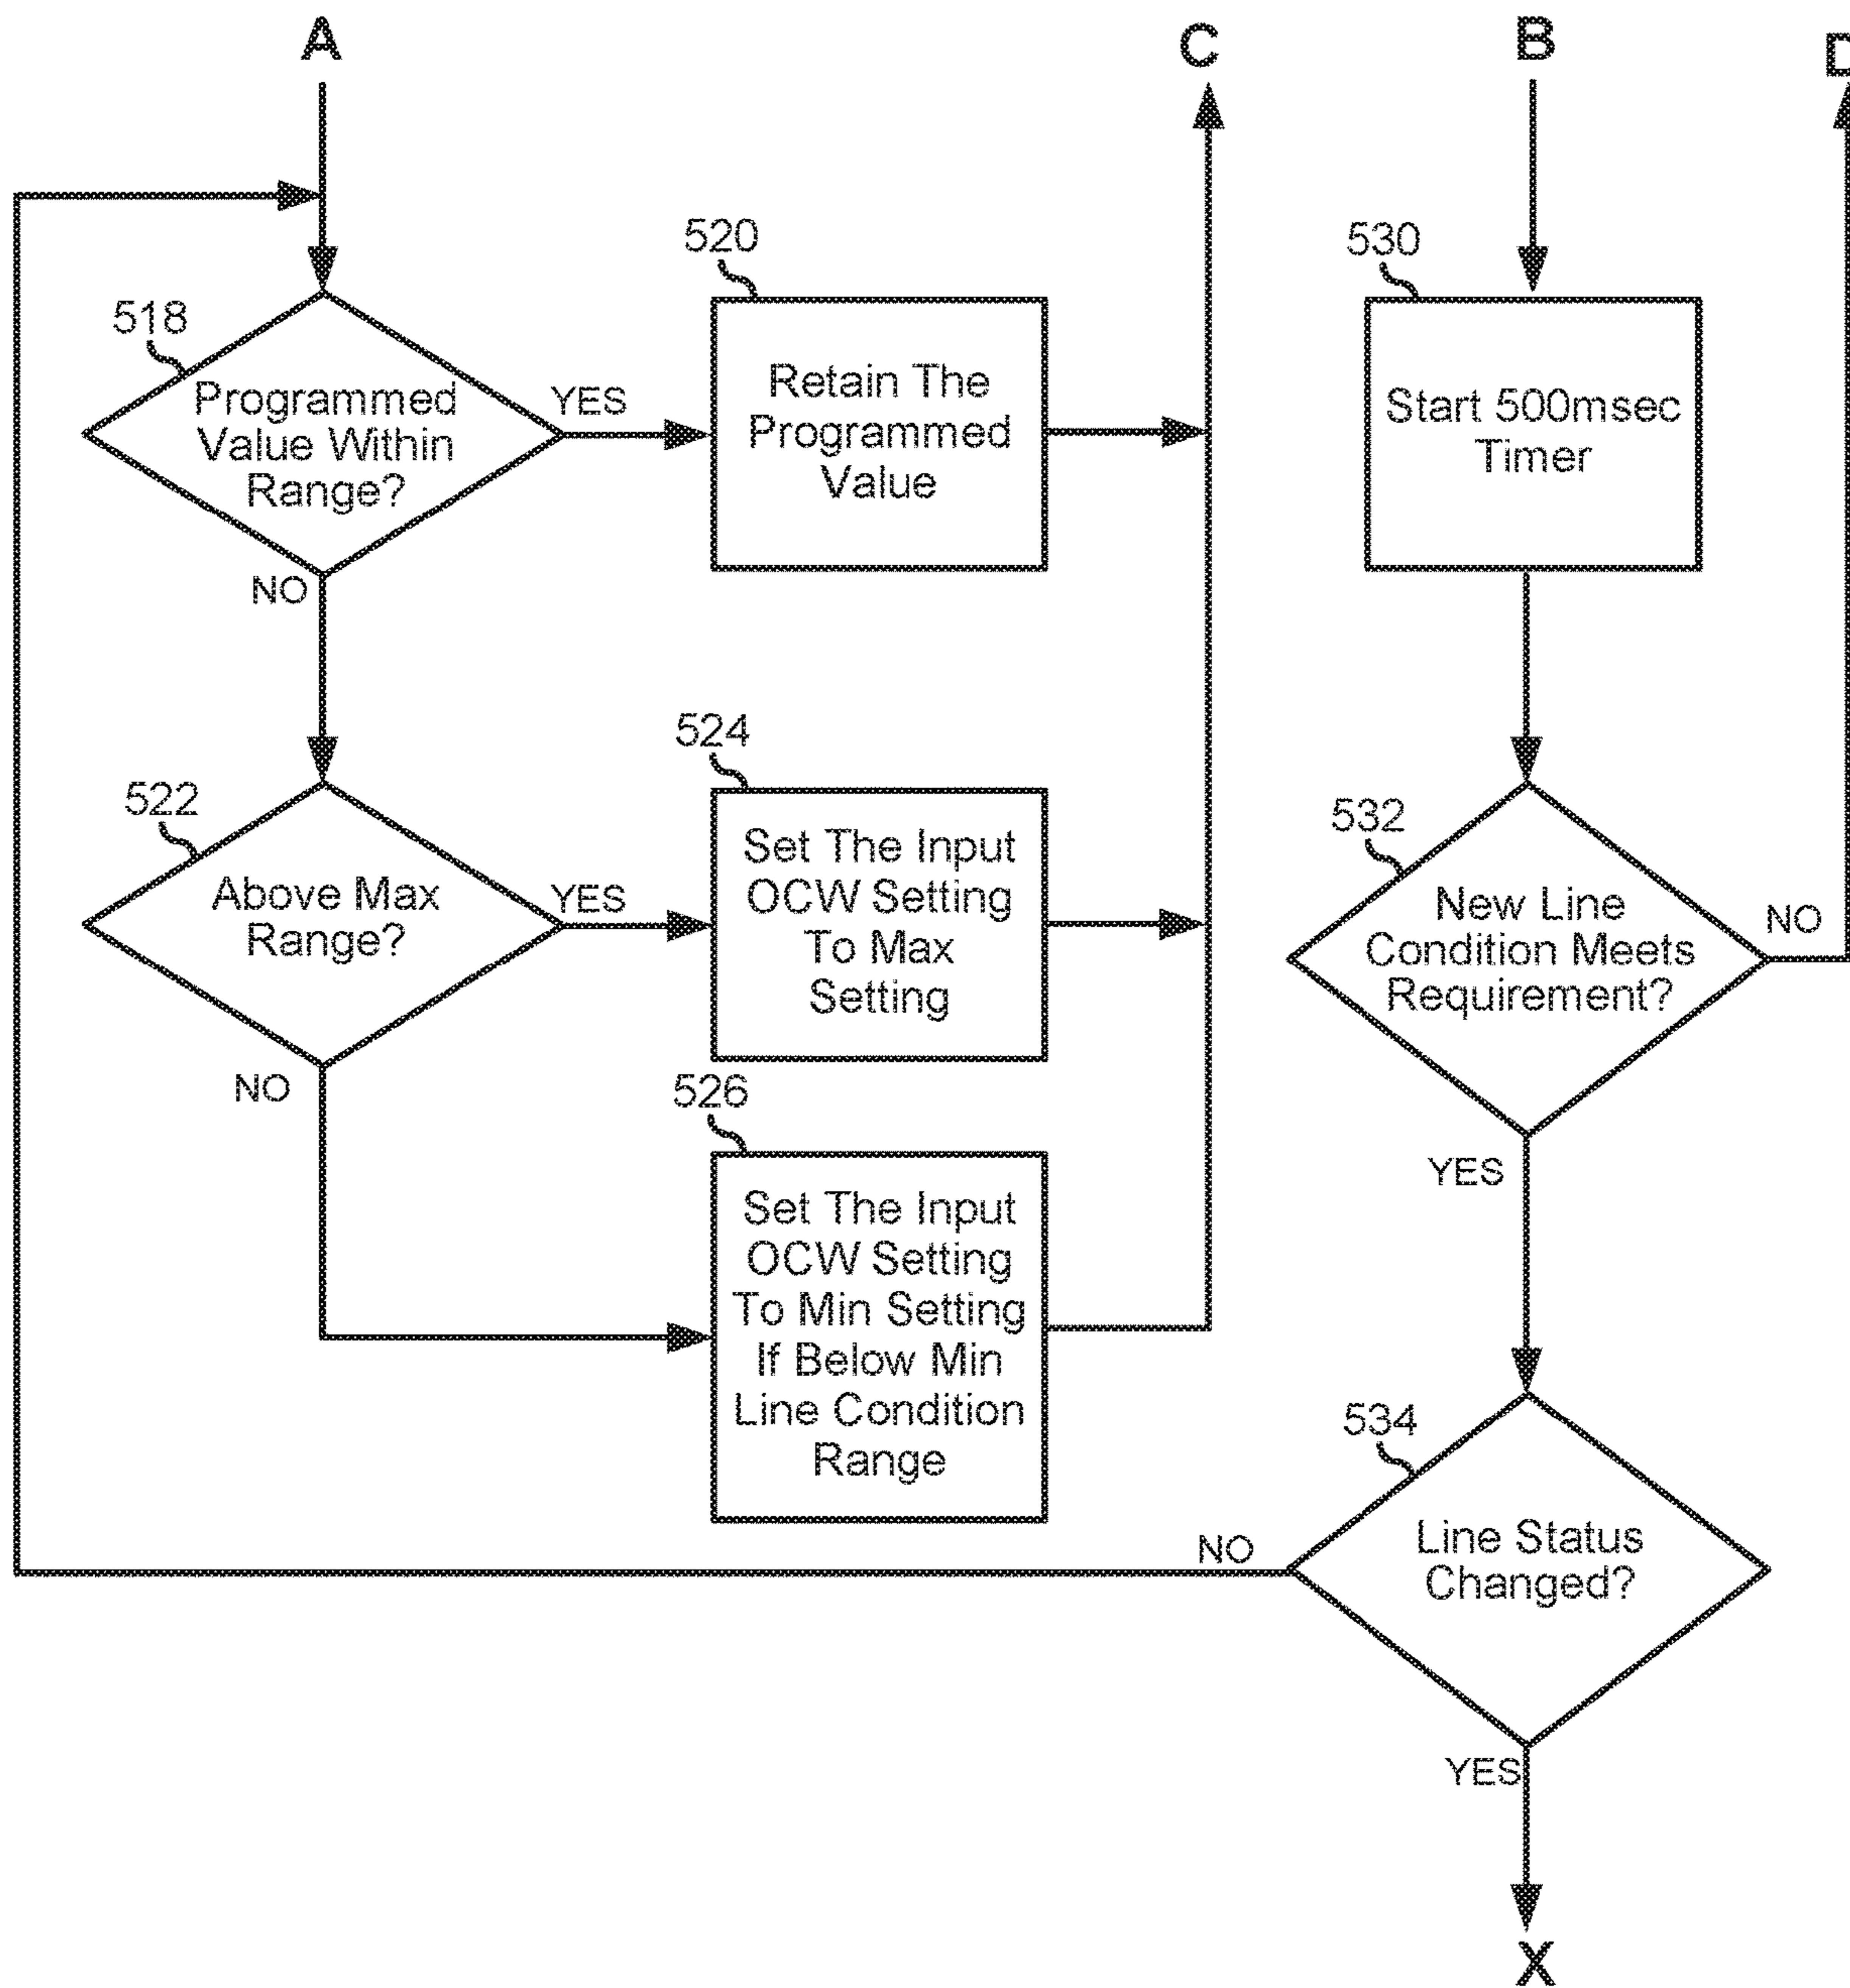 A
C
B
D
518
Programmed
Value Within
Range?
YES
NO
520
Retain The
Programmed
Value
530
Start 500msec
Timer
522
Above Max
Range?
YES
NO
524
Set The Input
OCW Setting
To Max
Setting
526
Set The Input
OCW Setting
To Min Setting
If Below Min
Line Condition
Range
532
New Line
Condition Meets
Requirement?
NO
YES
534
Line Status
Changed?
NO
YES
X